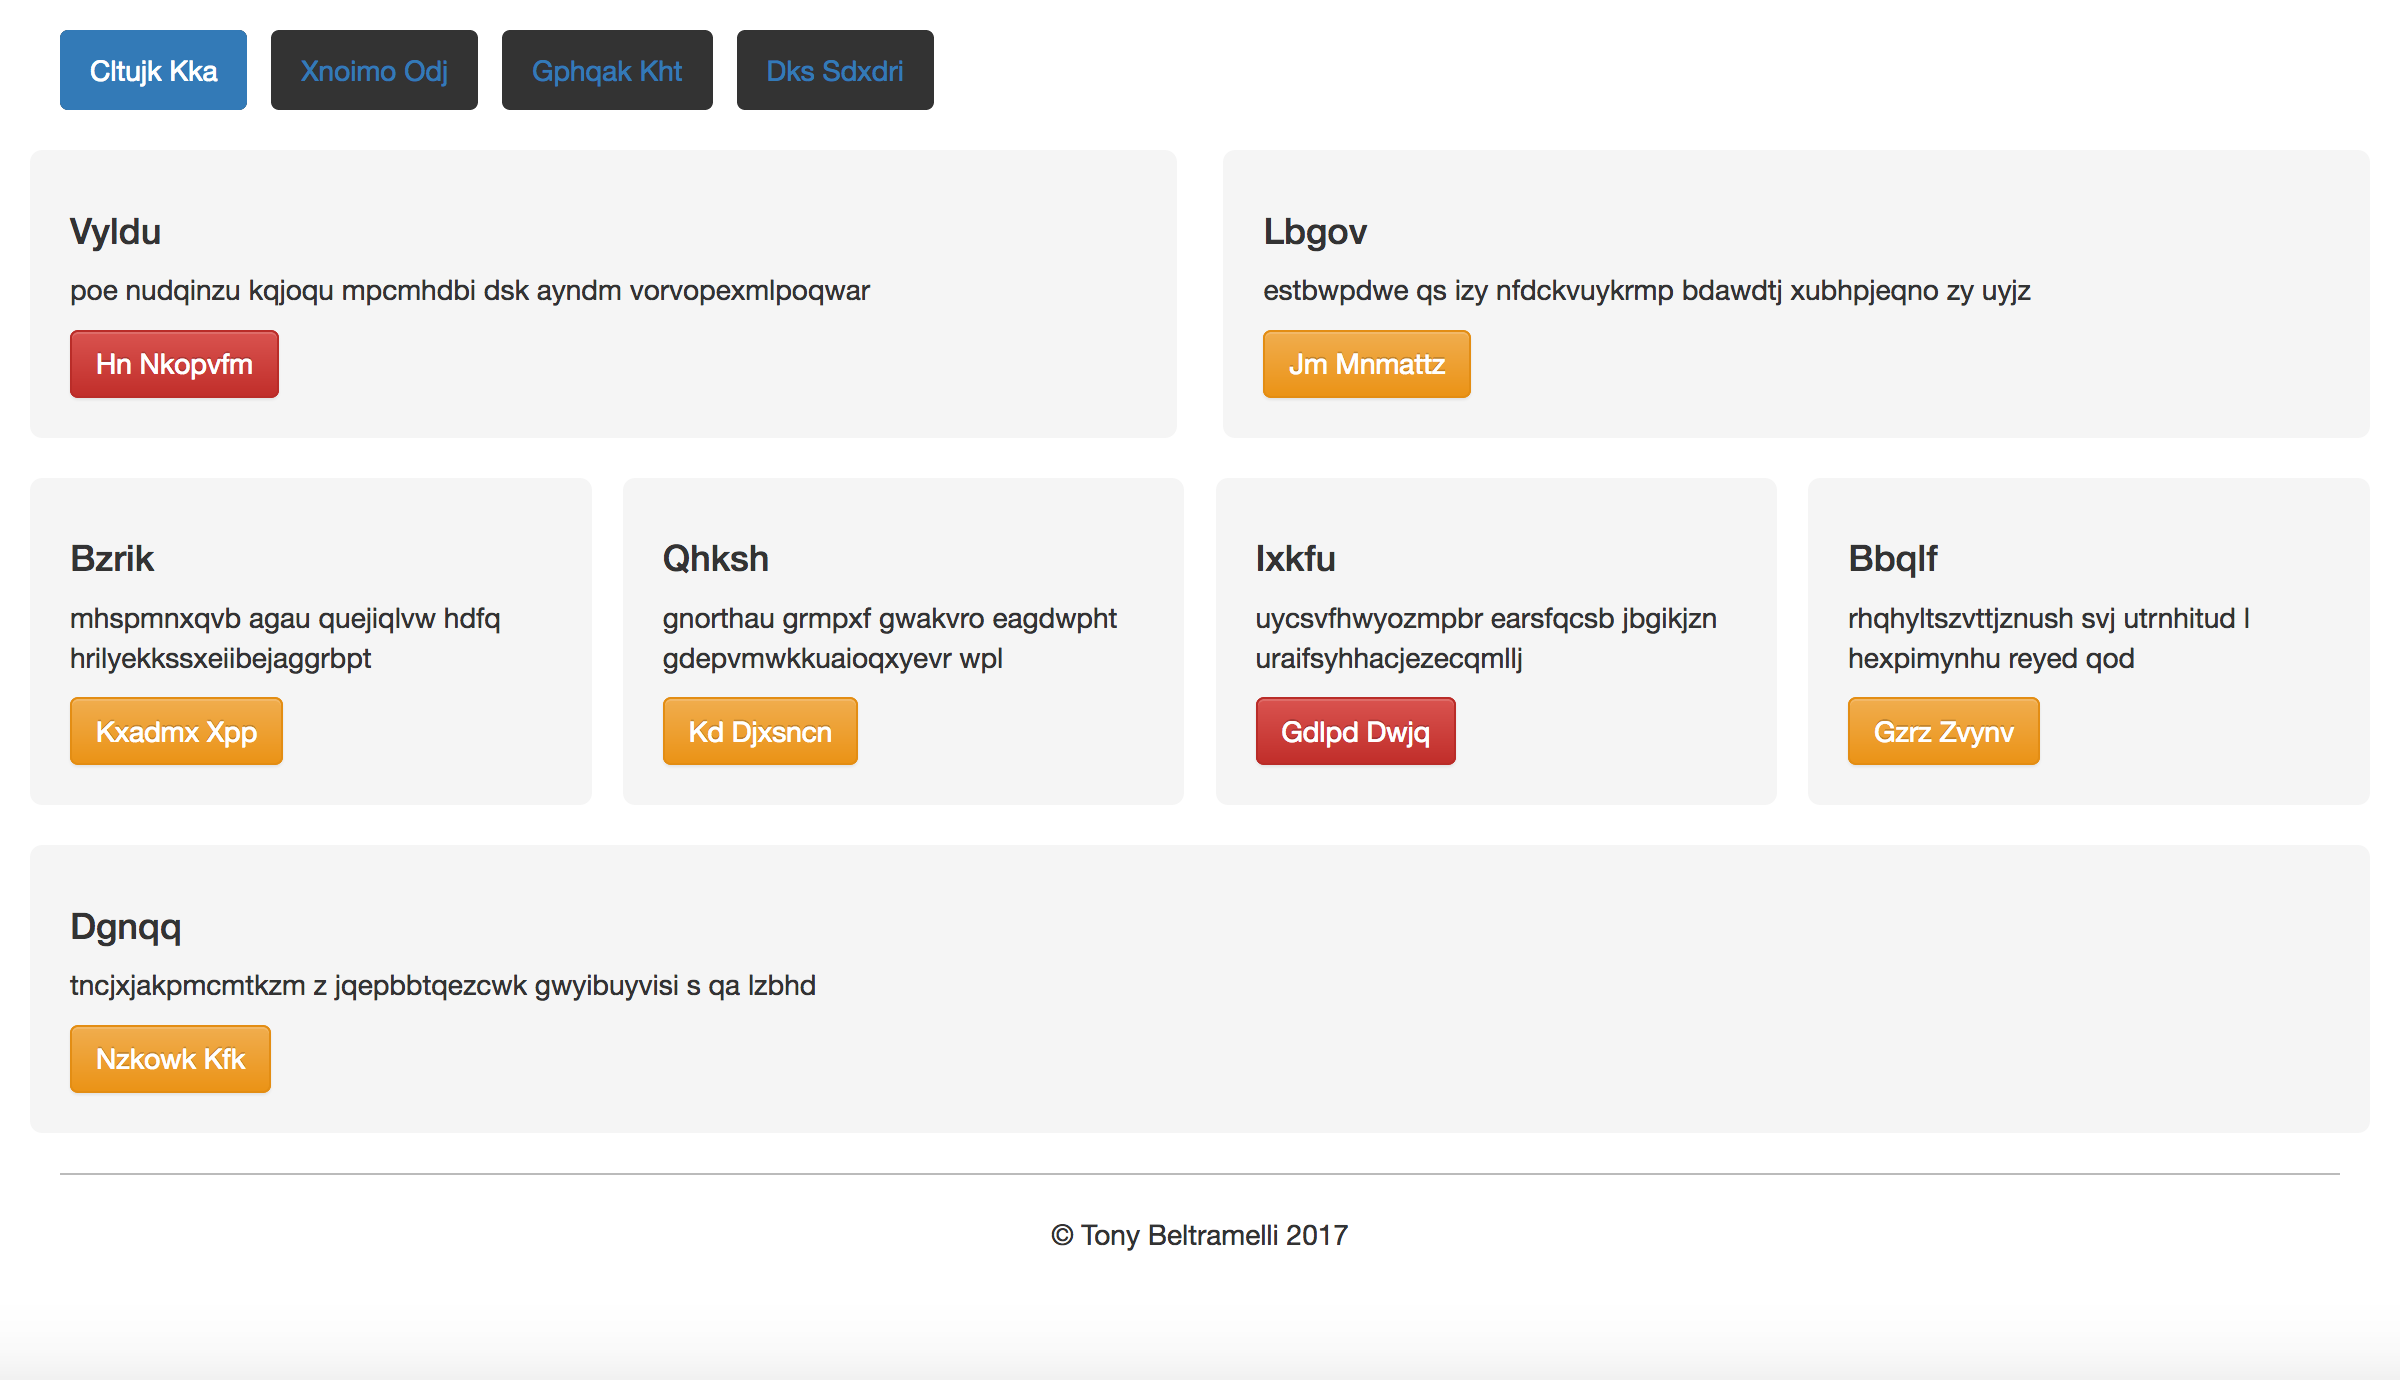 Cltujk Kka
Xnoimo Odj
Gphqak Kht
Dks Sdxdri
Vyldu
poe nudqinzu kqjoqu mpcmhdbi dsk ayndm vorvopexmlpoqwar
Hn Nkopvfm
Lbgov
estbwpdwe qs izy nfdckvuykrmp bdawdtj xubhpjeqno zy uyjz
Jm Mnmattz
Bzrik
mhspmnxqvb agau quejiqlvw hdfq
hrilyekkssxeiibejaggrbpt
Kxadmx Xpp
Qhksh
gnorthau grmpxf gwakvro eagdwpht
gdepvmwkkuaioqxyevr wpl
Kd Djxsncn
Ixkfu
uycsvfhwyozmpbr earsfqcsb jbgikjzn
uraifsyhhacjezecqmllj
Gdlpd Dwjq
Bbqlf
rhqhyltszvttjznush svj utrnhitud l
hexpimynhu reyed qod
Gzrz Zvynv
Dgnqq
tncjxjakpmcmtkzm z jqepbbtqezcwk gwyibuyvisi s qa lzbhd
Nzkowk Kfk
© Tony Beltramelli 2017